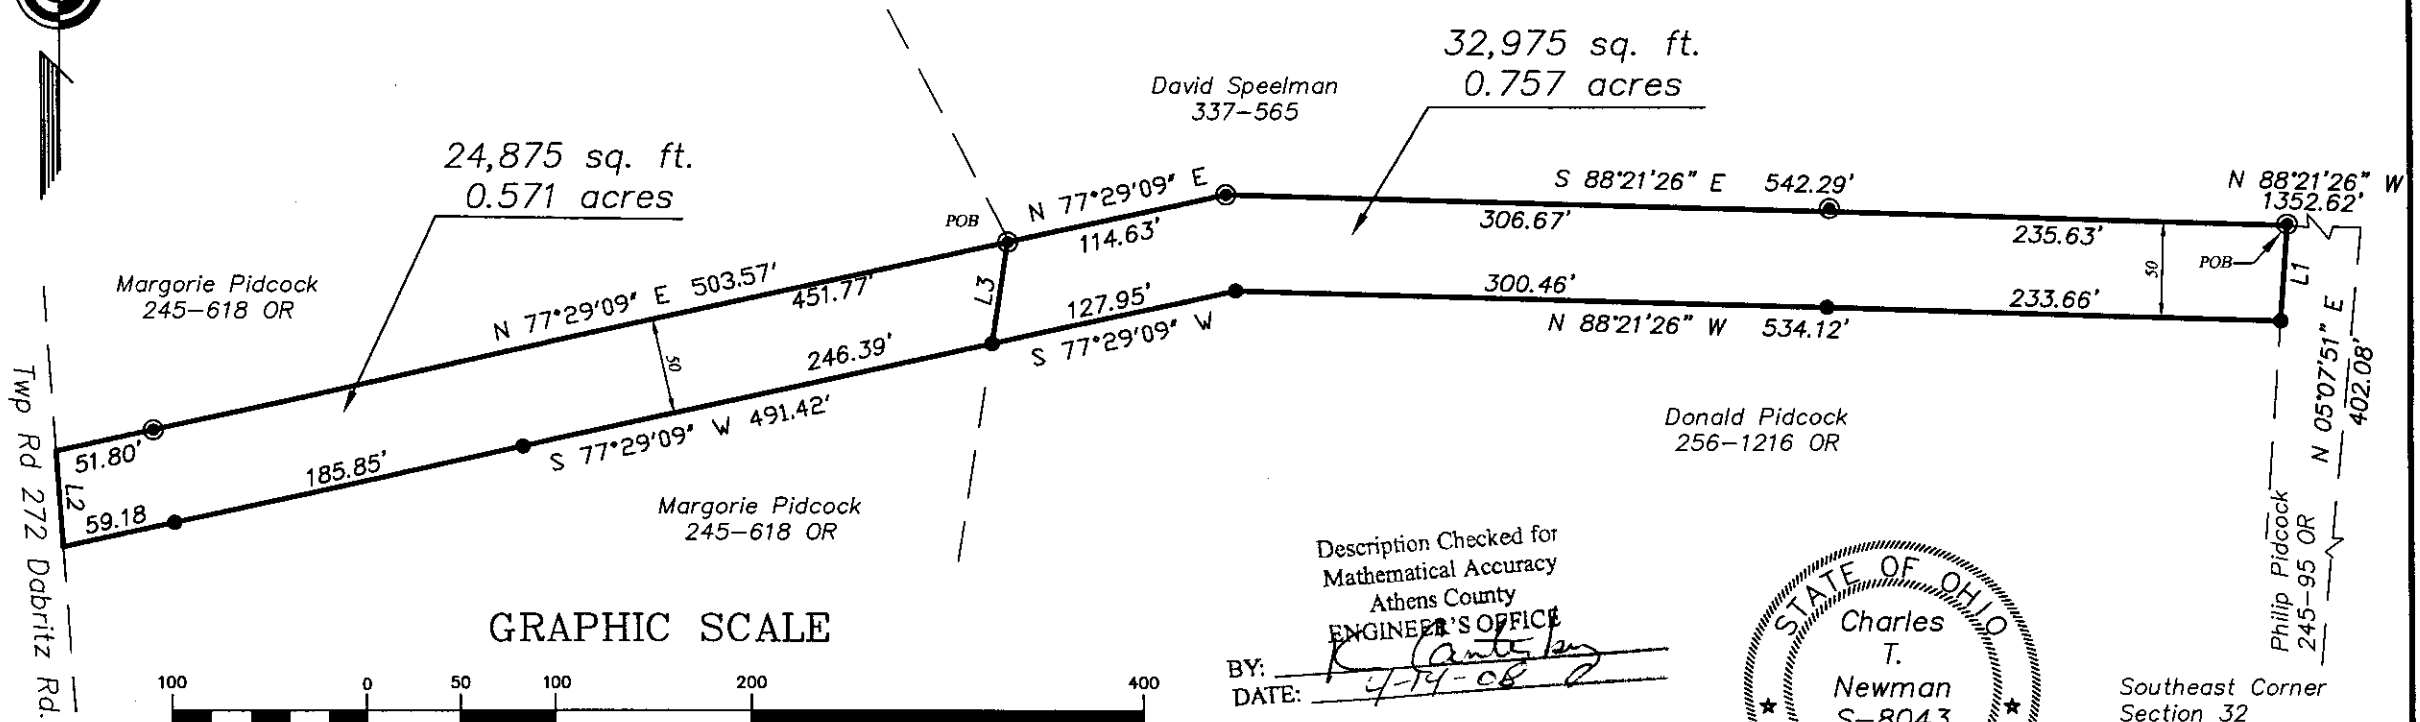 32,975 sq. ft.
0.757 acres
David Speelman
337-565
24,875 sq. ft.
0.571 acres
N 77°29'09" E
114.63'
POB
S 88°21'26" E 542.29'
306.67'
235.63'
N 88°21'26" W
1352.62'
POB
L1
50
Margorie Pidcock
245-618 OR
N 77°29'09" E 503.57'
451.77'
L3
127.95'
S 77°29'09" W
300.46'
N 88°21'26" W 534.12'
233.66'
N 05°07'51" E
402.08'
50
246.39'
S 77°29'09" W 491.42'
51.80'
L2
59.18
185.85'
Twp Rd 272 Dabritz Rd.
Margorie Pidcock
245-618 OR
Donald Pidcock
256-1216 OR
Philip Pidcock
245-95 OR
Description Checked for
Mathematical Accuracy
Athens County
ENGINEER'S OFFICE
BY:
DATE: 4-14-08
GRAPHIC SCALE
100 0 50 100 200 400
STATE OF OHIO
Charles
T.
Newman
S-8043
Southeast Corner
Section 32